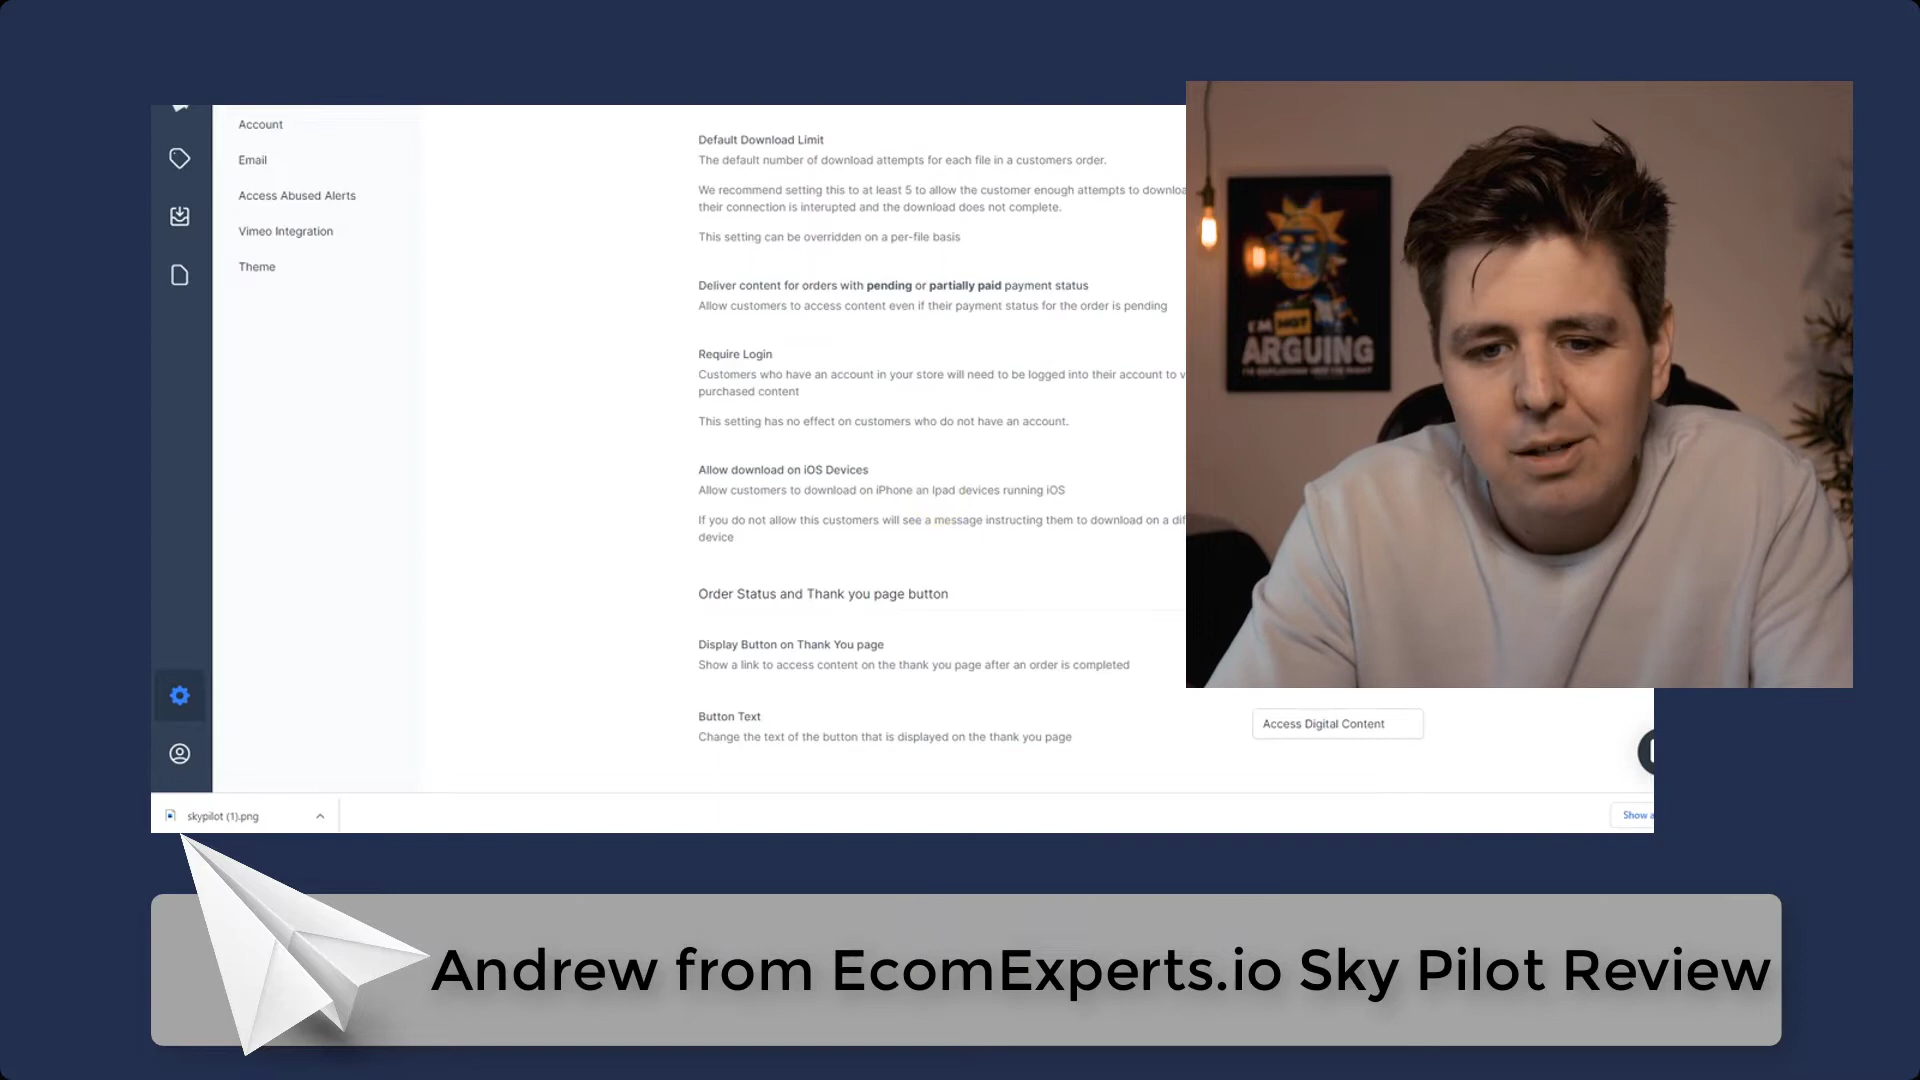 Account
Email
Access Abused Alerts
Vimeo Integration
Theme
Default Download Limit
The default number of download attempts for each file in a customers order.
We recommend setting this to at least 5 to allow the customer enough attempts to downloa
their connection is interupted and the download does not complete.
This setting can be overridden on a per-file basis
Deliver content for orders with pending or partially paid payment status
Allow customers to access content even if their payment status for the order is pending
Require Login
Customers who have an account in your store will need to be logged into their account to v
purchased content
This setting has no effect on customers who do not have an account.
Allow download on iOS Devices
Allow customers to download on iPhone an Ipad devices running iOS
If you do not allow this customers will see a message instructing them to download on a dif
device
Order Status and Thank you page button
Display Button on Thank You page
Show a link to access content on the thank you page after an order is completed
Button Text
Change the text of the button that is displayed on the thank you page
Access Digital Content
I'M NOT
ARGUING
skypilot (1).png
Show a
Andrew from EcomExperts.io Sky Pilot Review